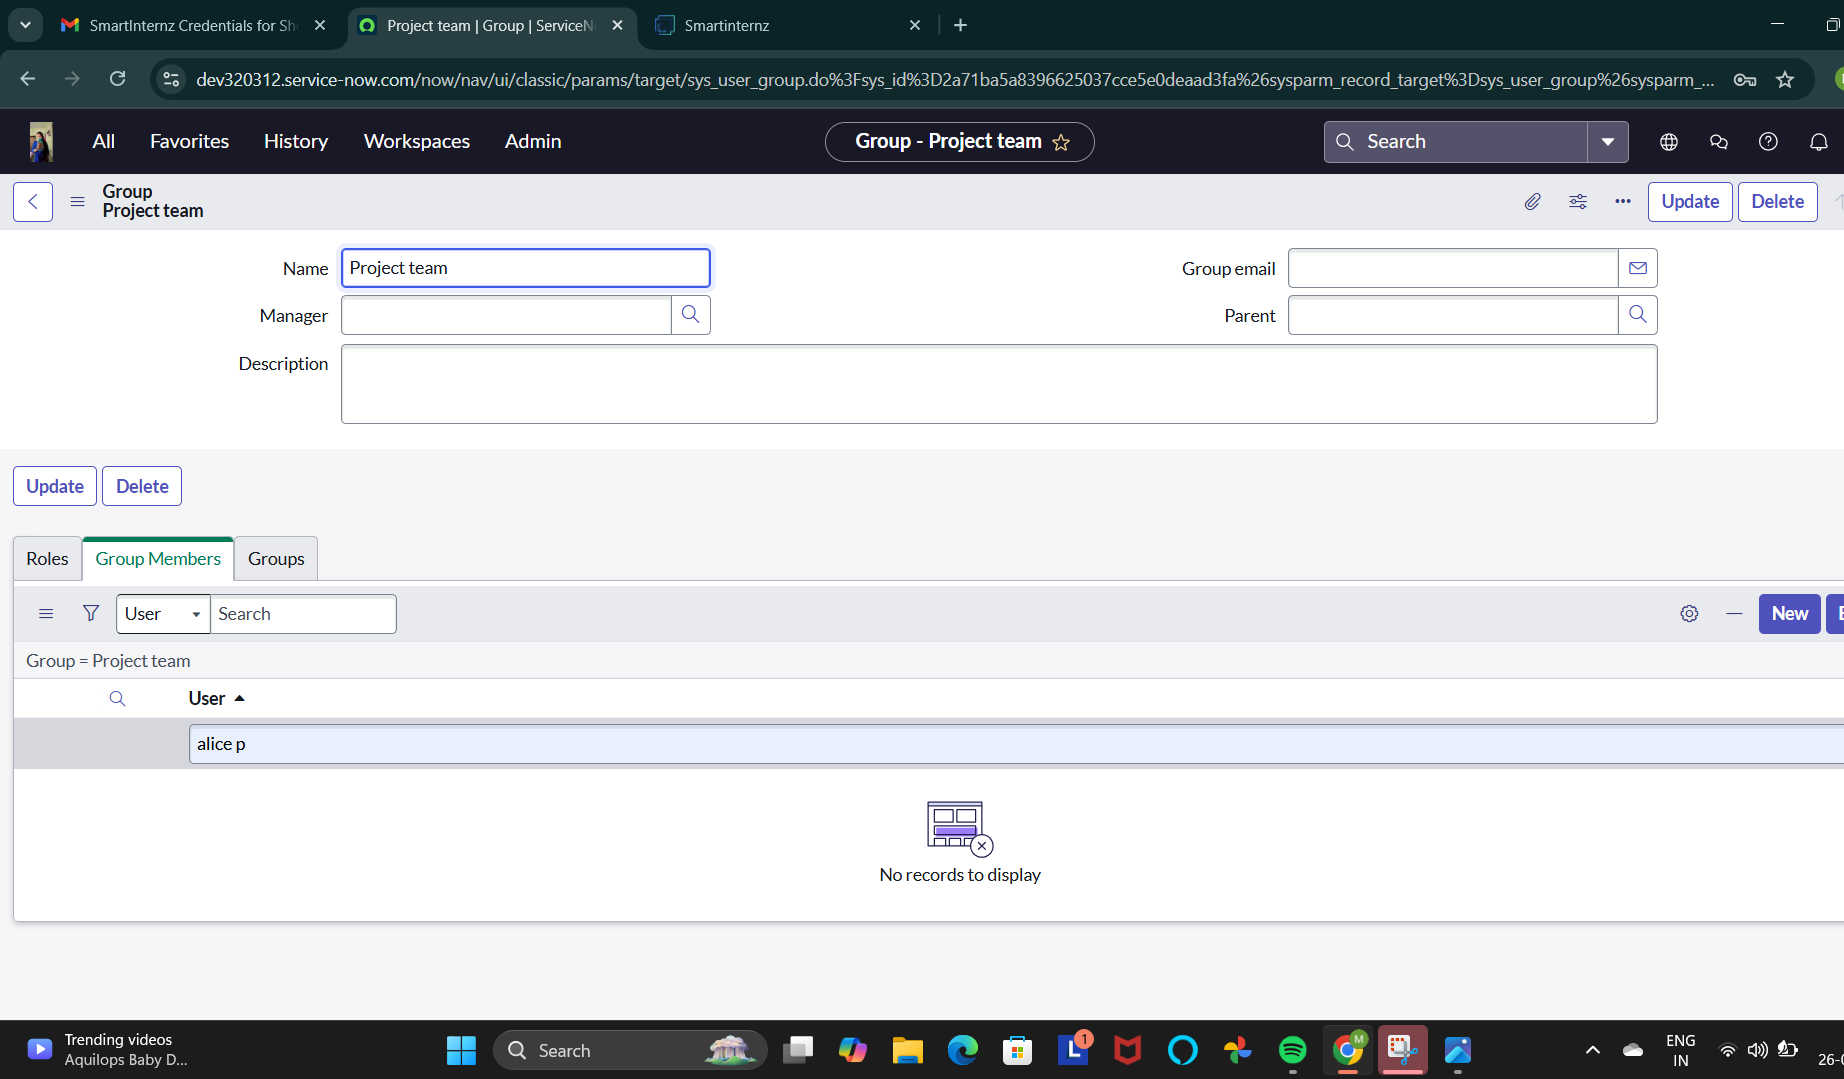 SmartInternz Credentials for Sh
Project team | Group | ServiceN
Smartinternz
dev320312.service-now.com/now/nav/ui/classic/params/target/sys_user_group.do%3Fsys_id%3D2a71ba5a8396625037cce5e0deaad3fa%26sysparm_record_target%3Dsys_user_group%26sysparm_...
All Favorites History Workspaces Admin
Group - Project team
Search
Group
Project team
Update Delete
Name Project team
Group email
Manager
Parent
Description
Update Delete
Roles Group Members Groups
User Search
New
Group = Project team
User
alice p
No records to display
Trending videos
Aquilops Baby D...
Search
L
1
M
ENG
IN
26-